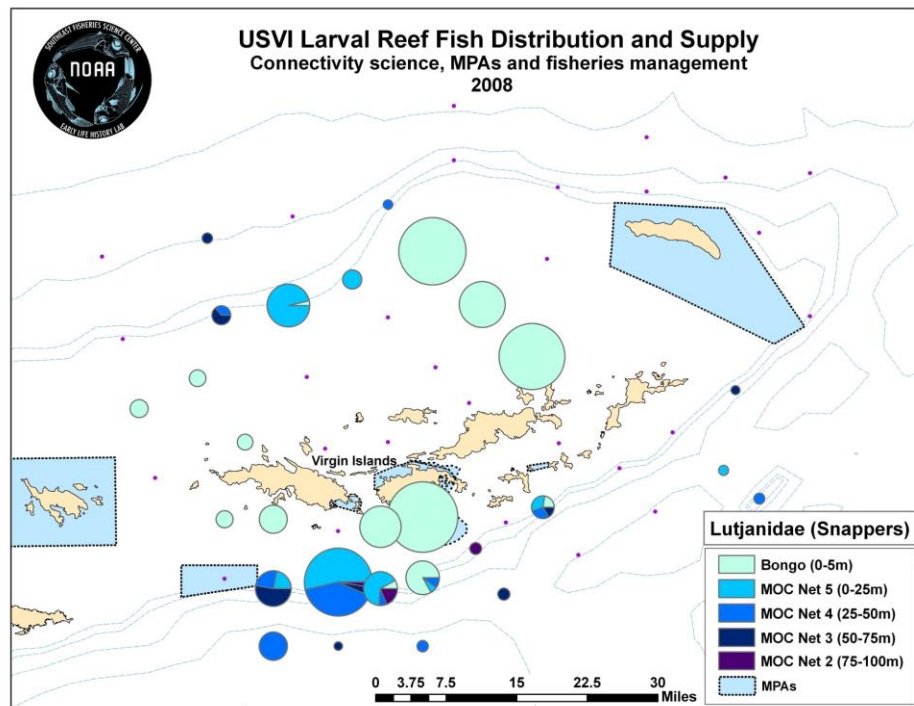 SOUTHEAST FISHERIES SCIENCE CENTER
NOAA
EARLY LIFE HISTORY LAB
USVI Larval Reef Fish Distribution and Supply
Connectivity science, MPAs and fisheries management
2008
Virgin Islands
Lutjanidae (Snappers)
Bongo (0-5m)
MOC Net 5 (0-25m)
MOC Net 4 (25-50m)
MOC Net 3 (50-75m)
MOC Net 2 (75-100m)
MPAs
0 3.75 7.5 15 22.5 30
Miles